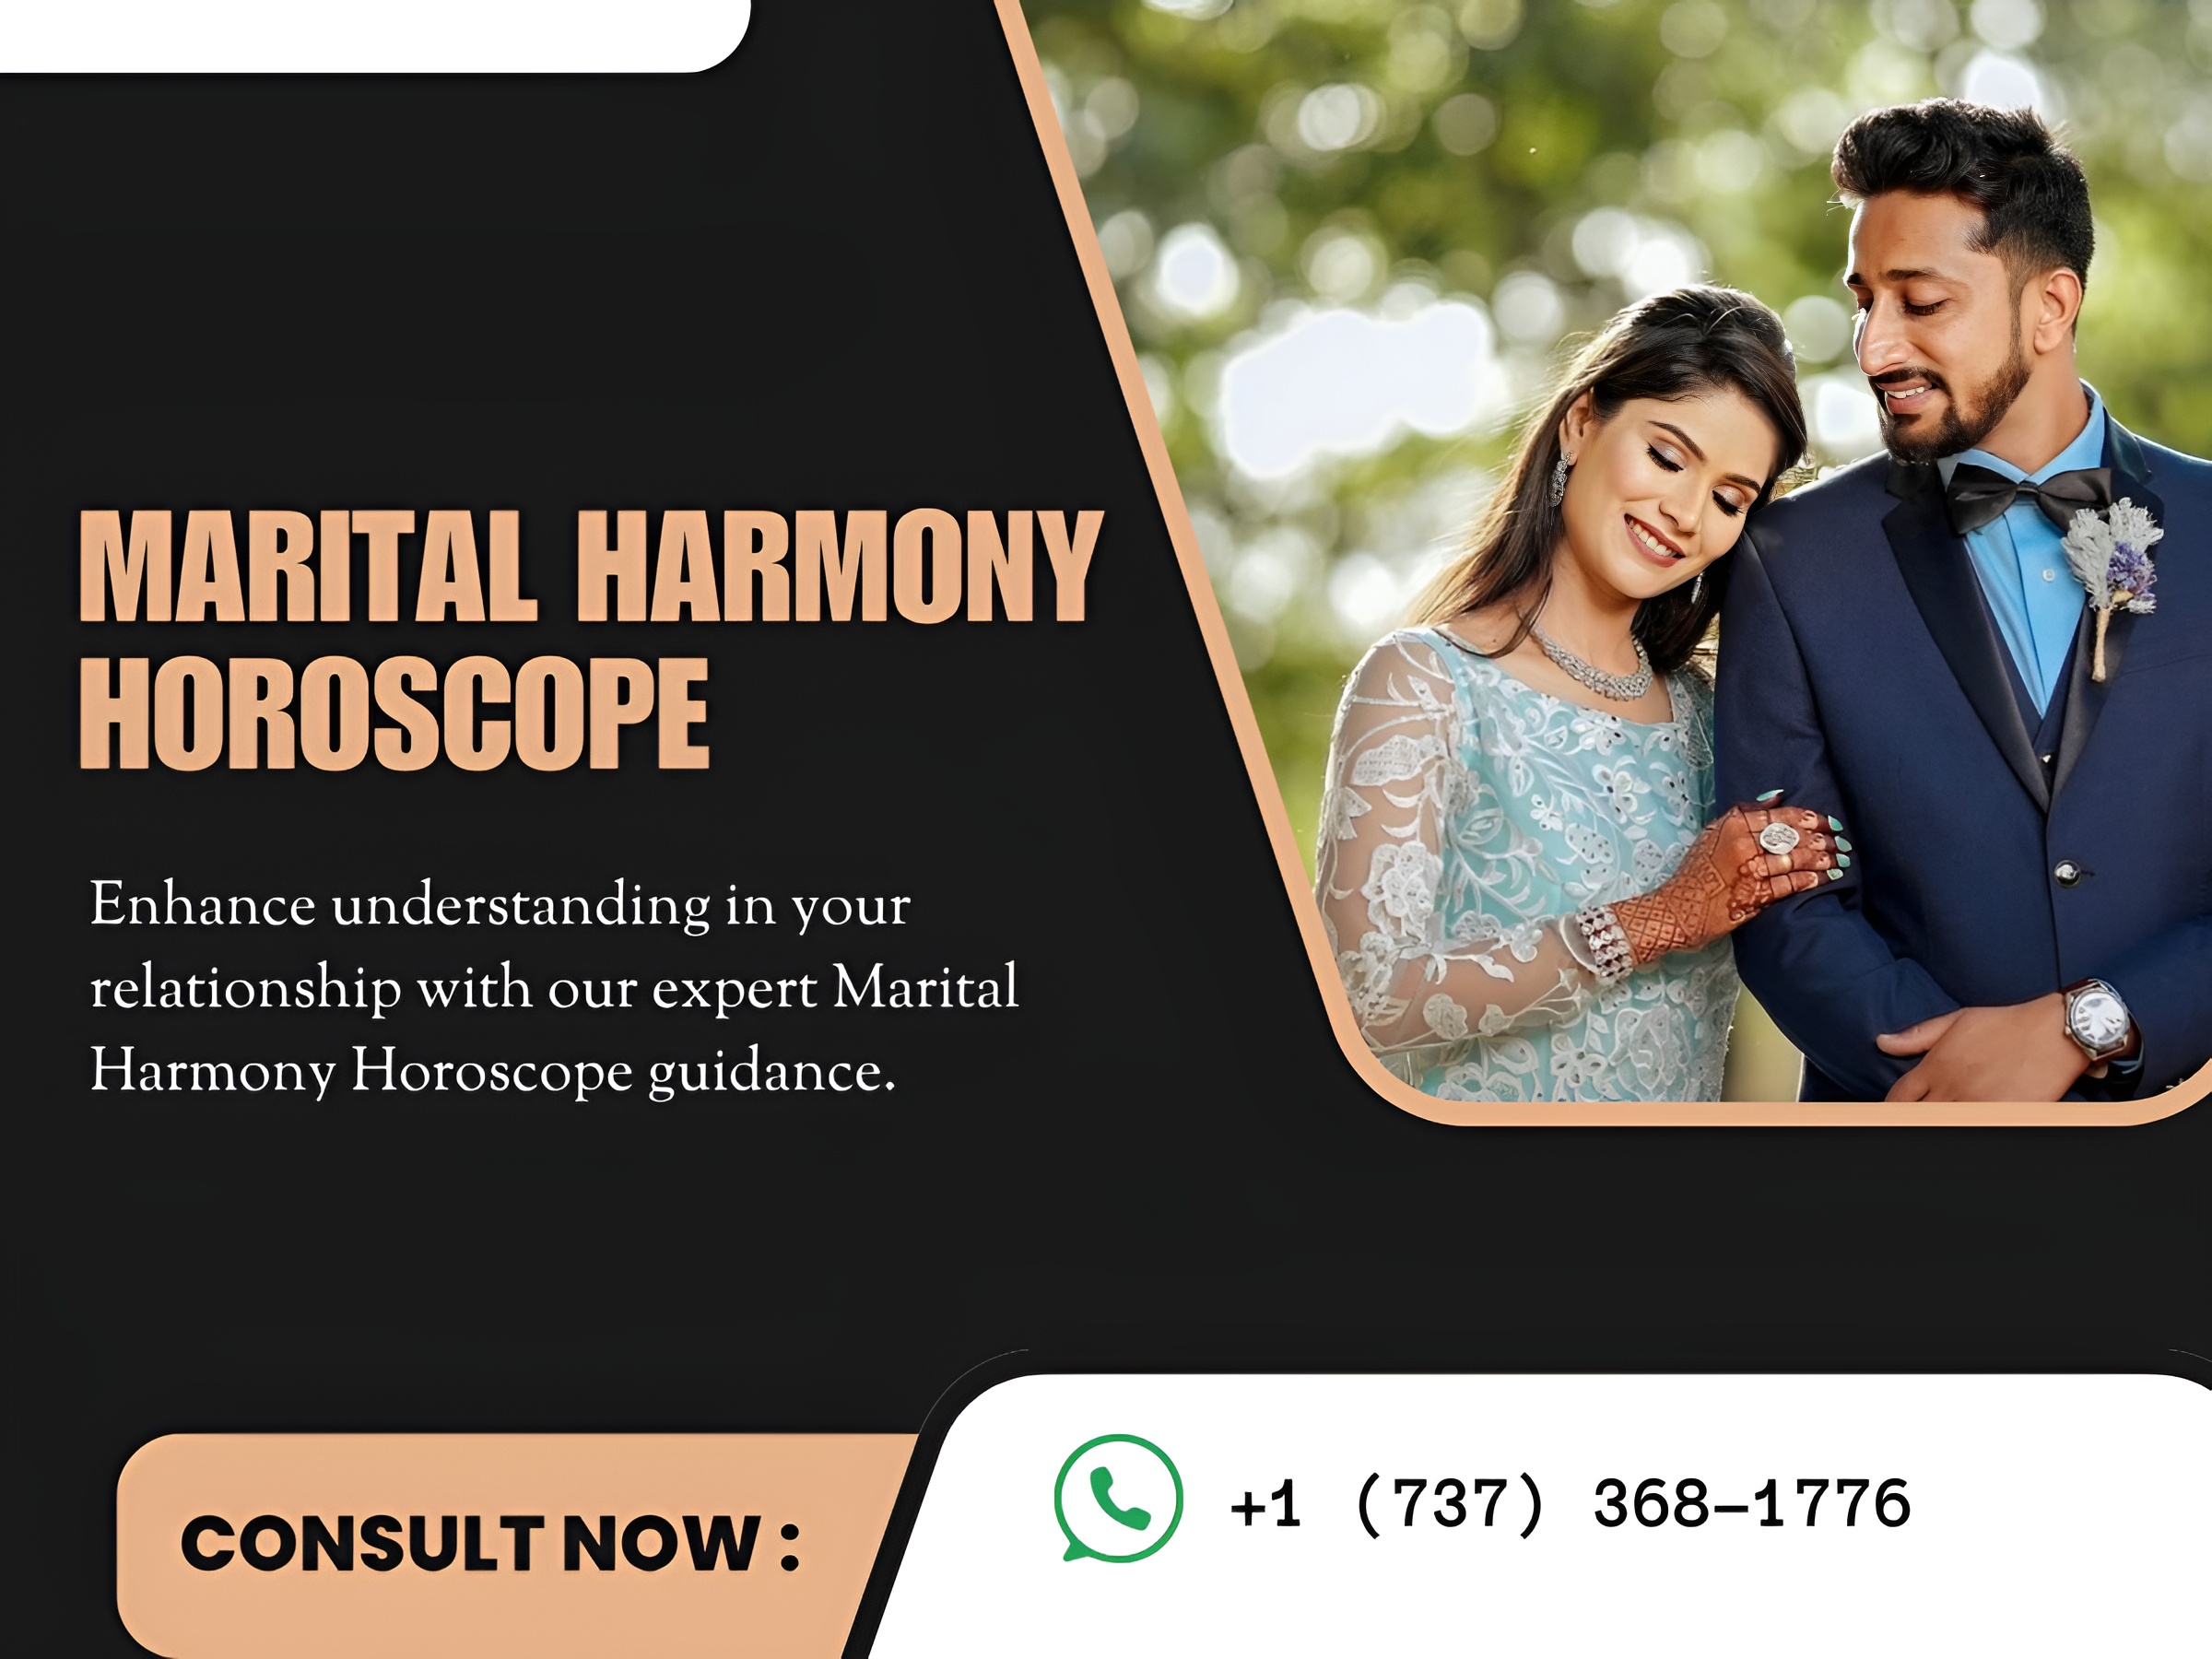 MARITAL HARMONY
HOROSCOPE
Enhance understanding in your
relationship with our expert Marital
Harmony Horoscope guidance.
CONSULT NOW :
+1 (737) 368-1776